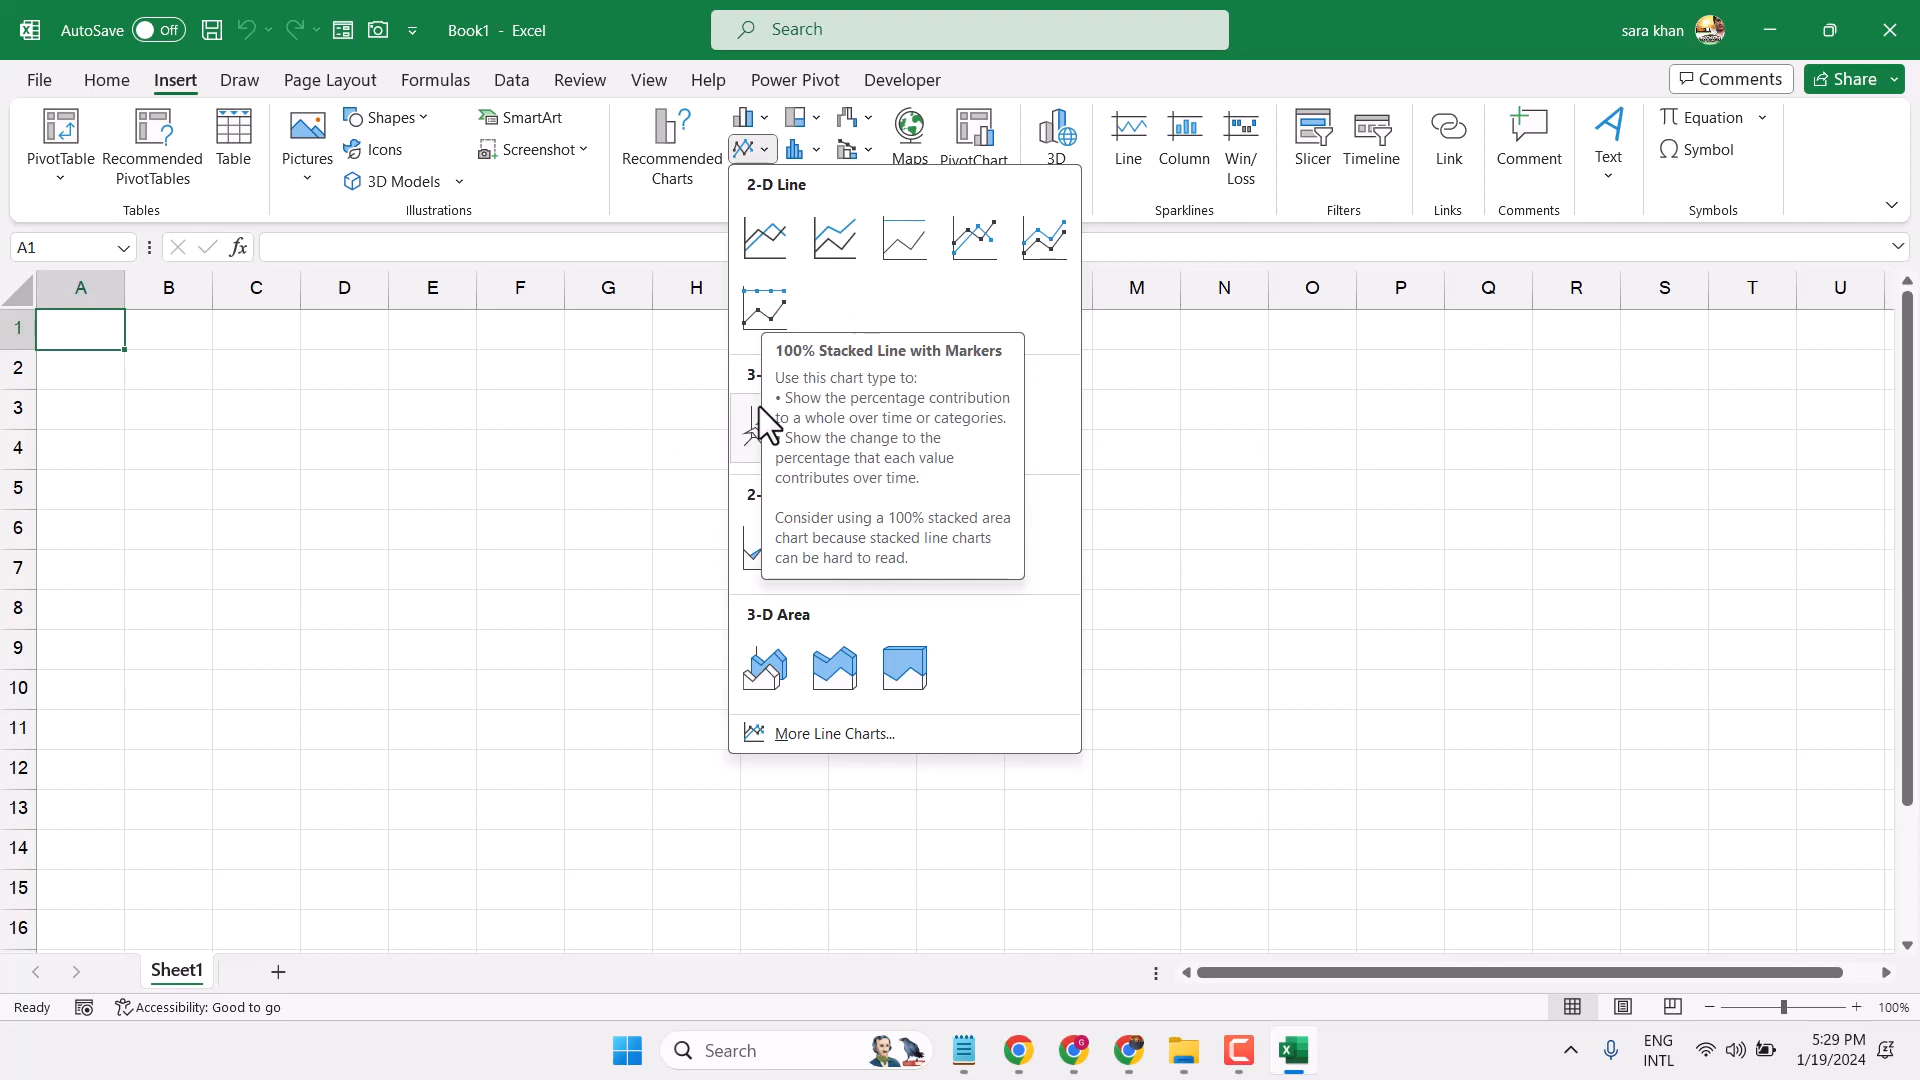 AutoSave Off Book1 - Excel Search sara khan
File Home Insert Draw Page Layout Formulas Data Review View Help Power Pivot Developer Comments Share
PivotTable Recommended PivotTables Table
Tables
Pictures Shapes Icons 3D Models SmartArt Screenshot
Illustrations
Recommended Charts Maps PivotChart 3D
Line Column Win/ Loss
Sparklines
Slicer Timeline
Filters
Link
Links
Comment
Comments
Text
Equation
Symbol
Symbols
A1 fx
2-D Line
100% Stacked Line with Markers
Use this chart type to:
• Show the percentage contribution
to a whole over time or categories.
Show the change to the
percentage that each value
contributes over time.
Consider using a 100% stacked area
chart because stacked line charts
can be hard to read.
3-
2-
3-D Area
More Line Charts...
A B C D E F G H M N O P Q R S T U
1
2
3
4
5
6
7
8
9
10
11
12
13
14
15
16
Sheet1
Ready Accessibility: Good to go 100%
Search ENG INTL 5:29 PM 1/19/2024